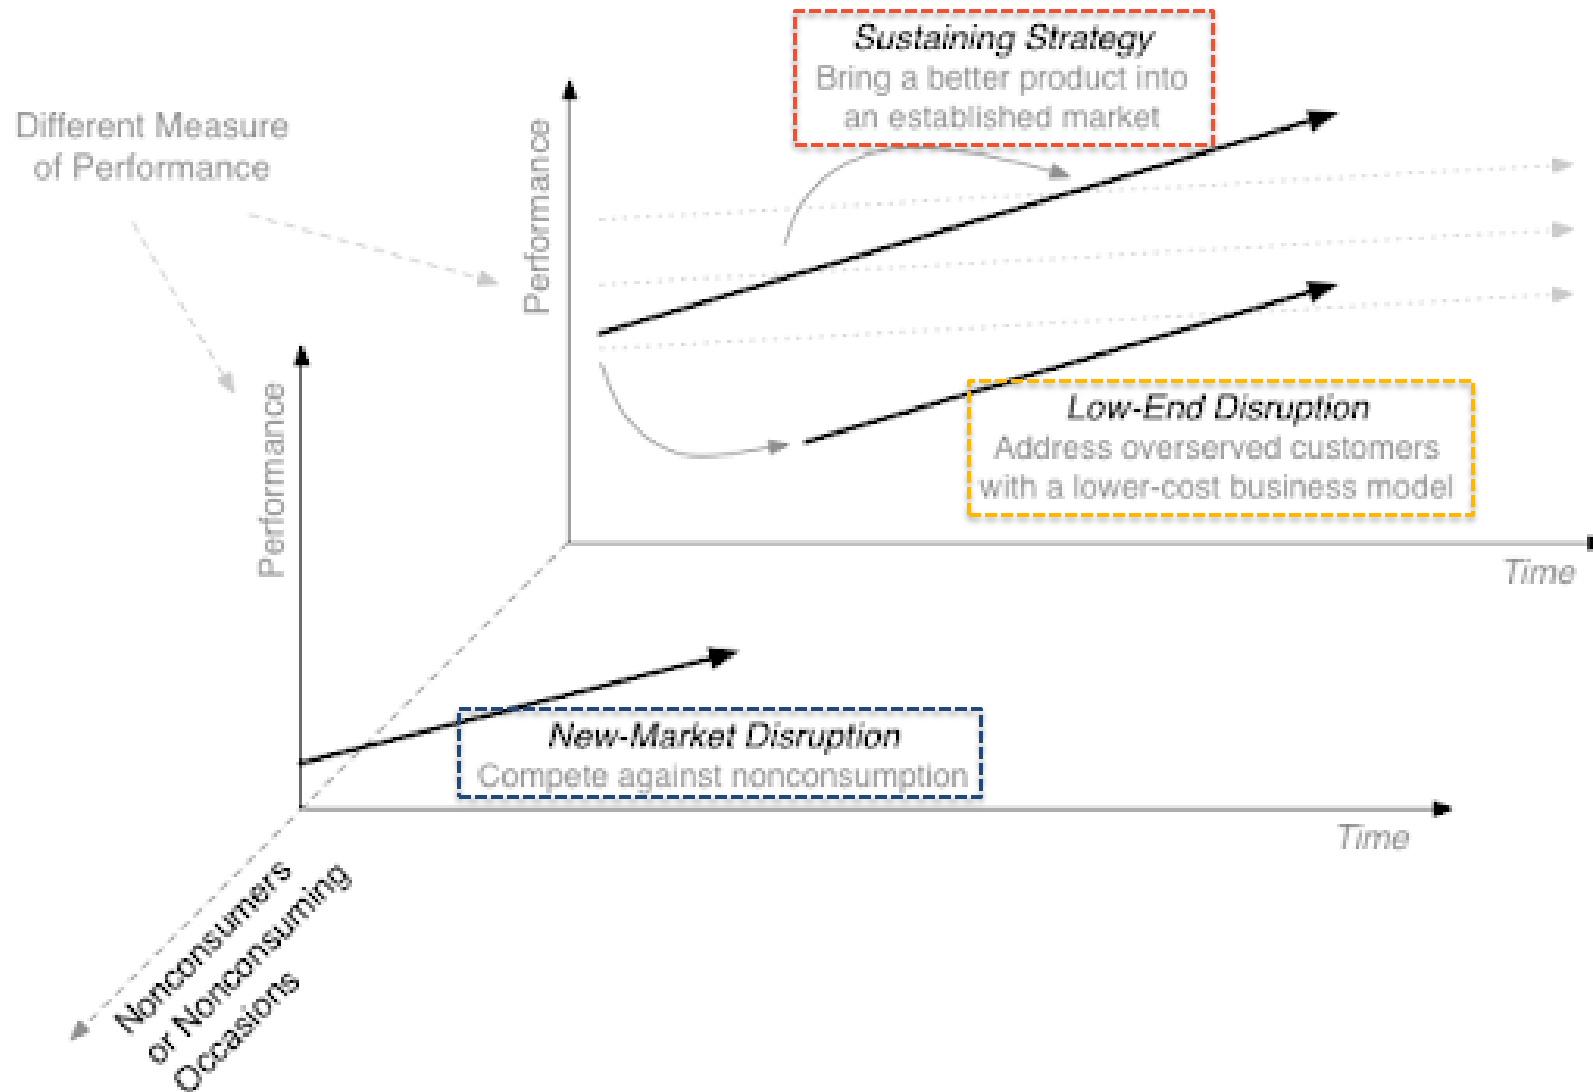 Sustaining Strategy
Bring a better product into
an established market
Different Measure
of Performance
Performance
Performance
Low-End Disruption
Address overserved customers
with a lower-cost business model
Time
New-Market Disruption
Compete against nonconsumption
Time
Nonconsumers
or Nonconsuming
Occasions